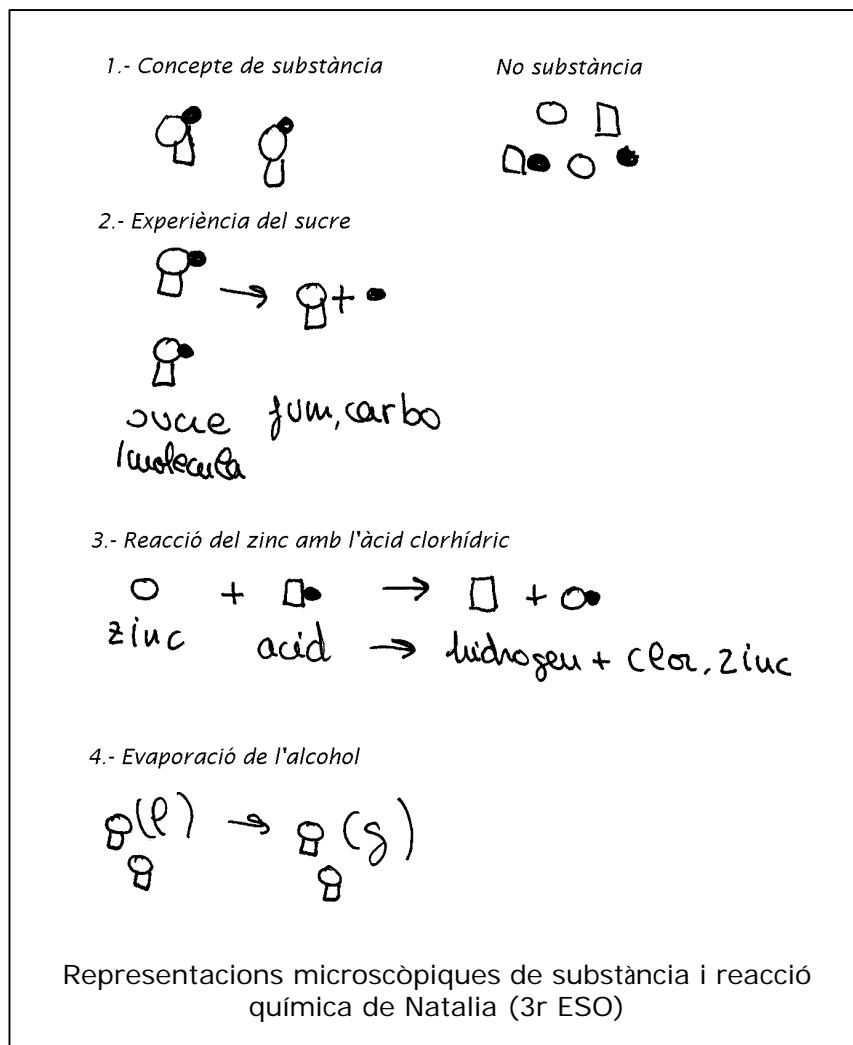 1.- Concepte de substància No substància
2.- Experiència del sucre
→ +
sucre fum, carbo
1 molecula
3.- Reacció del zinc amb l'àcid clorhídric
+ → +
zinc acid → hidrogen + clor, zinc
4.- Evaporació de l'alcohol
(l) → (g)
Representacions microscòpiques de substància i reacció
química de Natalia (3r ESO)